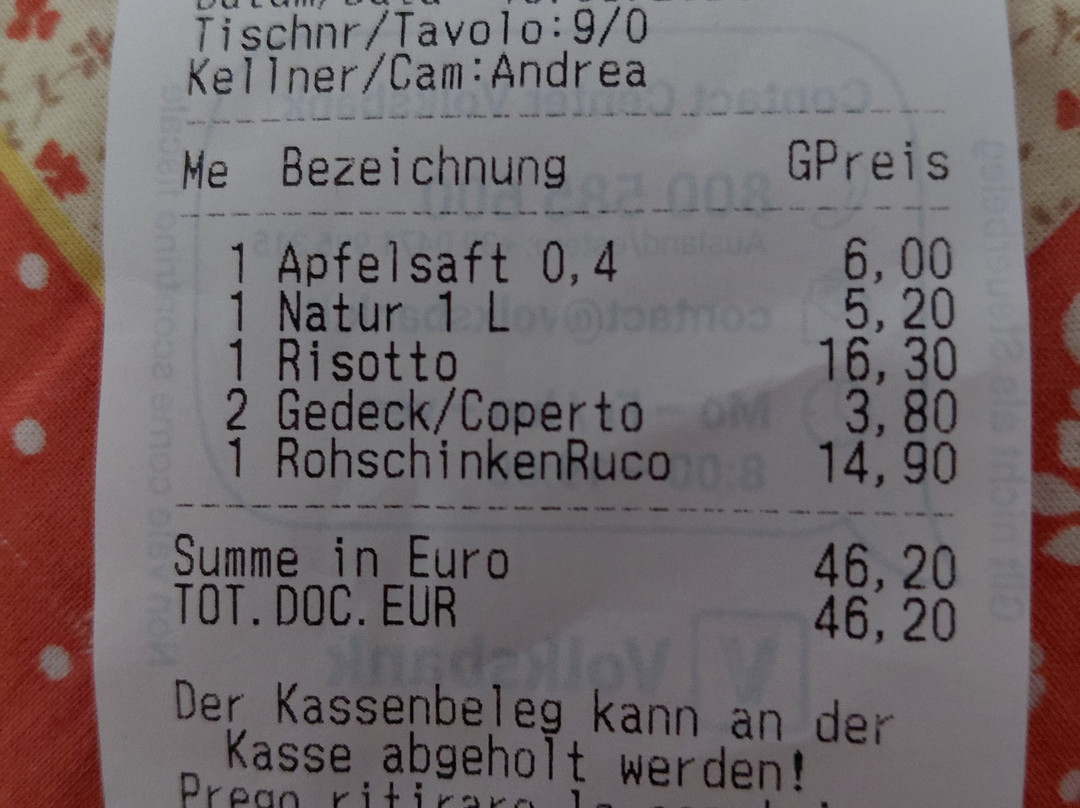 Tischnr/Tavolo:9/0
Kellner/Cam:Andrea
Me Bezeichnung GPreis
1 Apfelsaft 0,4 6,00
1 Natur 1 L 5,20
1 Risotto 16,30
2 Gedeck/Coperto 3,80
1 RohschinkenRuco 14,90
Summe in Euro 46,20
TOT.DOC.EUR 46,20
Der Kassenbeleg kann an der
Kasse abgeholt werden!
Prego ritirare